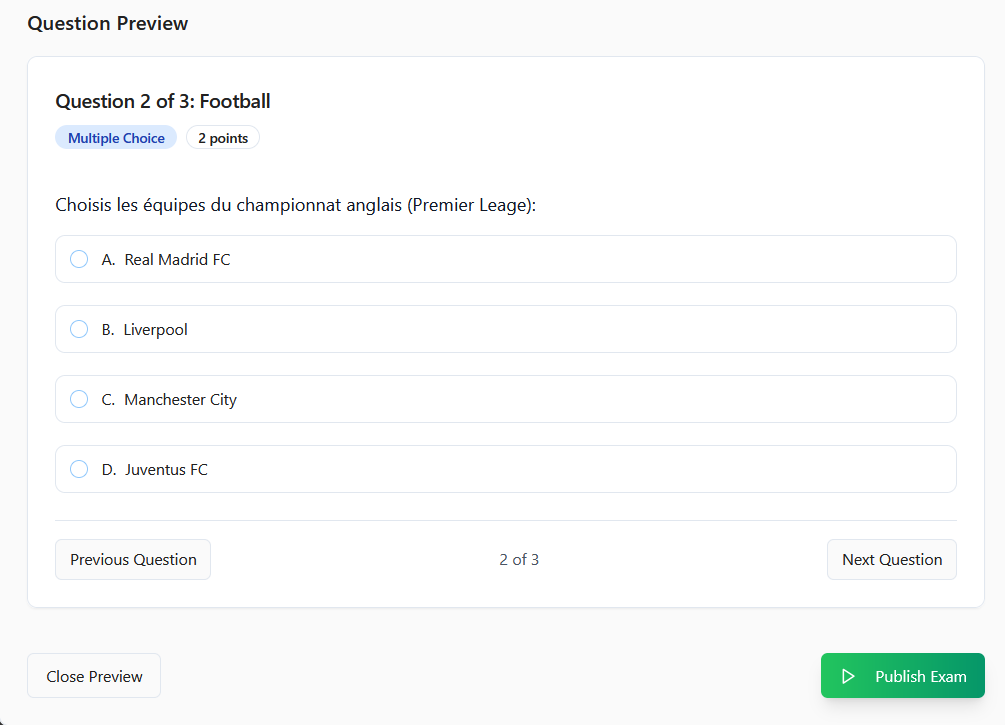 Question Preview
Question 2 of 3: Football
Multiple Choice
2 points
Choisis les équipes du championnat anglais (Premier Leage):
A. Real Madrid FC
B. Liverpool
C. Manchester City
D. Juventus FC
Previous Question
2 of 3
Next Question
Close Preview
Publish Exam